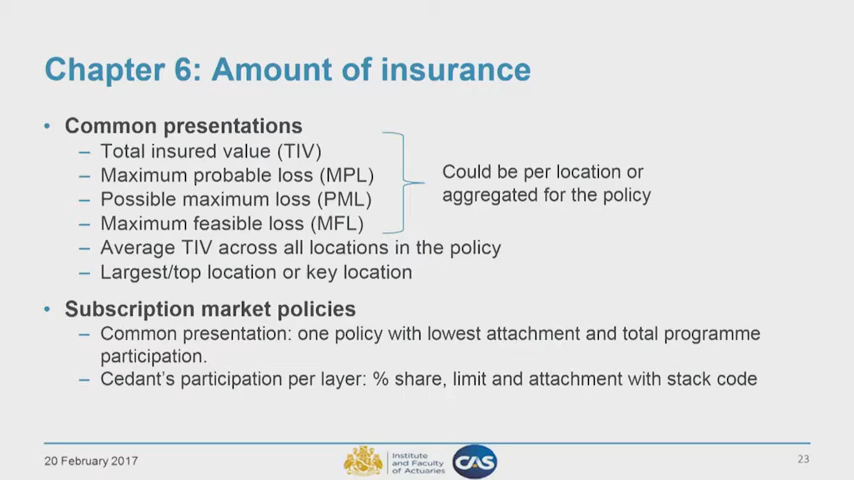 Chapter 6: Amount of insurance
• Common presentations
– Total insured value (TIV)
– Maximum probable loss (MPL)
– Possible maximum loss (PML)
– Maximum feasible loss (MFL)
Could be per location or
aggregated for the policy
– Average TIV across all locations in the policy
– Largest/top location or key location
• Subscription market policies
– Common presentation: one policy with lowest attachment and total programme
participation.
– Cedant's participation per layer: % share, limit and attachment with stack code
20 February 2017
Institute
and Faculty
of Actuaries
CAS
23